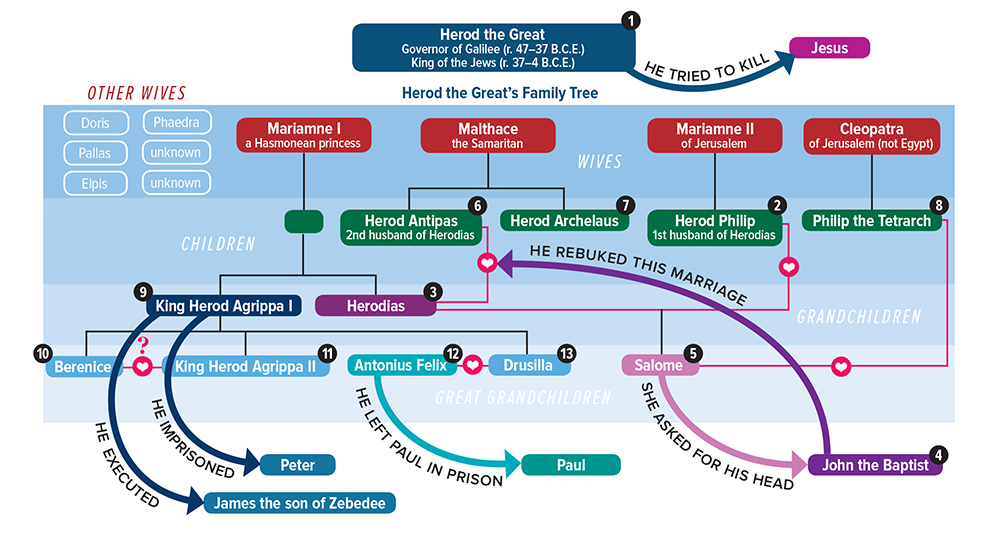 1
Herod the Great
Governor of Galilee (r. 47–37 B.C.E.)
King of the Jews (r. 37–4 B.C.E.)
HE TRIED TO KILL
Jesus
Herod the Great's Family Tree
OTHER WIVES
Doris
Phaedra
Pallas
unknown
Elpis
unknown
Mariamne I
a Hasmonean princess
Malthace
the Samaritan
Mariamne II
of Jerusalem
Cleopatra
of Jerusalem (not Egypt)
WIVES
CHILDREN
6
Herod Antipas
2nd husband of Herodias
7
Herod Archelaus
2
Herod Philip
1st husband of Herodias
8
Philip the Tetrarch
HE REBUKED THIS MARRIAGE
9
King Herod Agrippa I
3
Herodias
GRANDCHILDREN
10
Berenice
?
11
King Herod Agrippa II
12
Antonius Felix
13
Drusilla
5
Salome
GREAT GRANDCHILDREN
HE EXECUTED
HE IMPRISONED
HE LEFT PAUL IN PRISON
SHE ASKED FOR HIS HEAD
Peter
Paul
4
John the Baptist
James the son of Zebedee